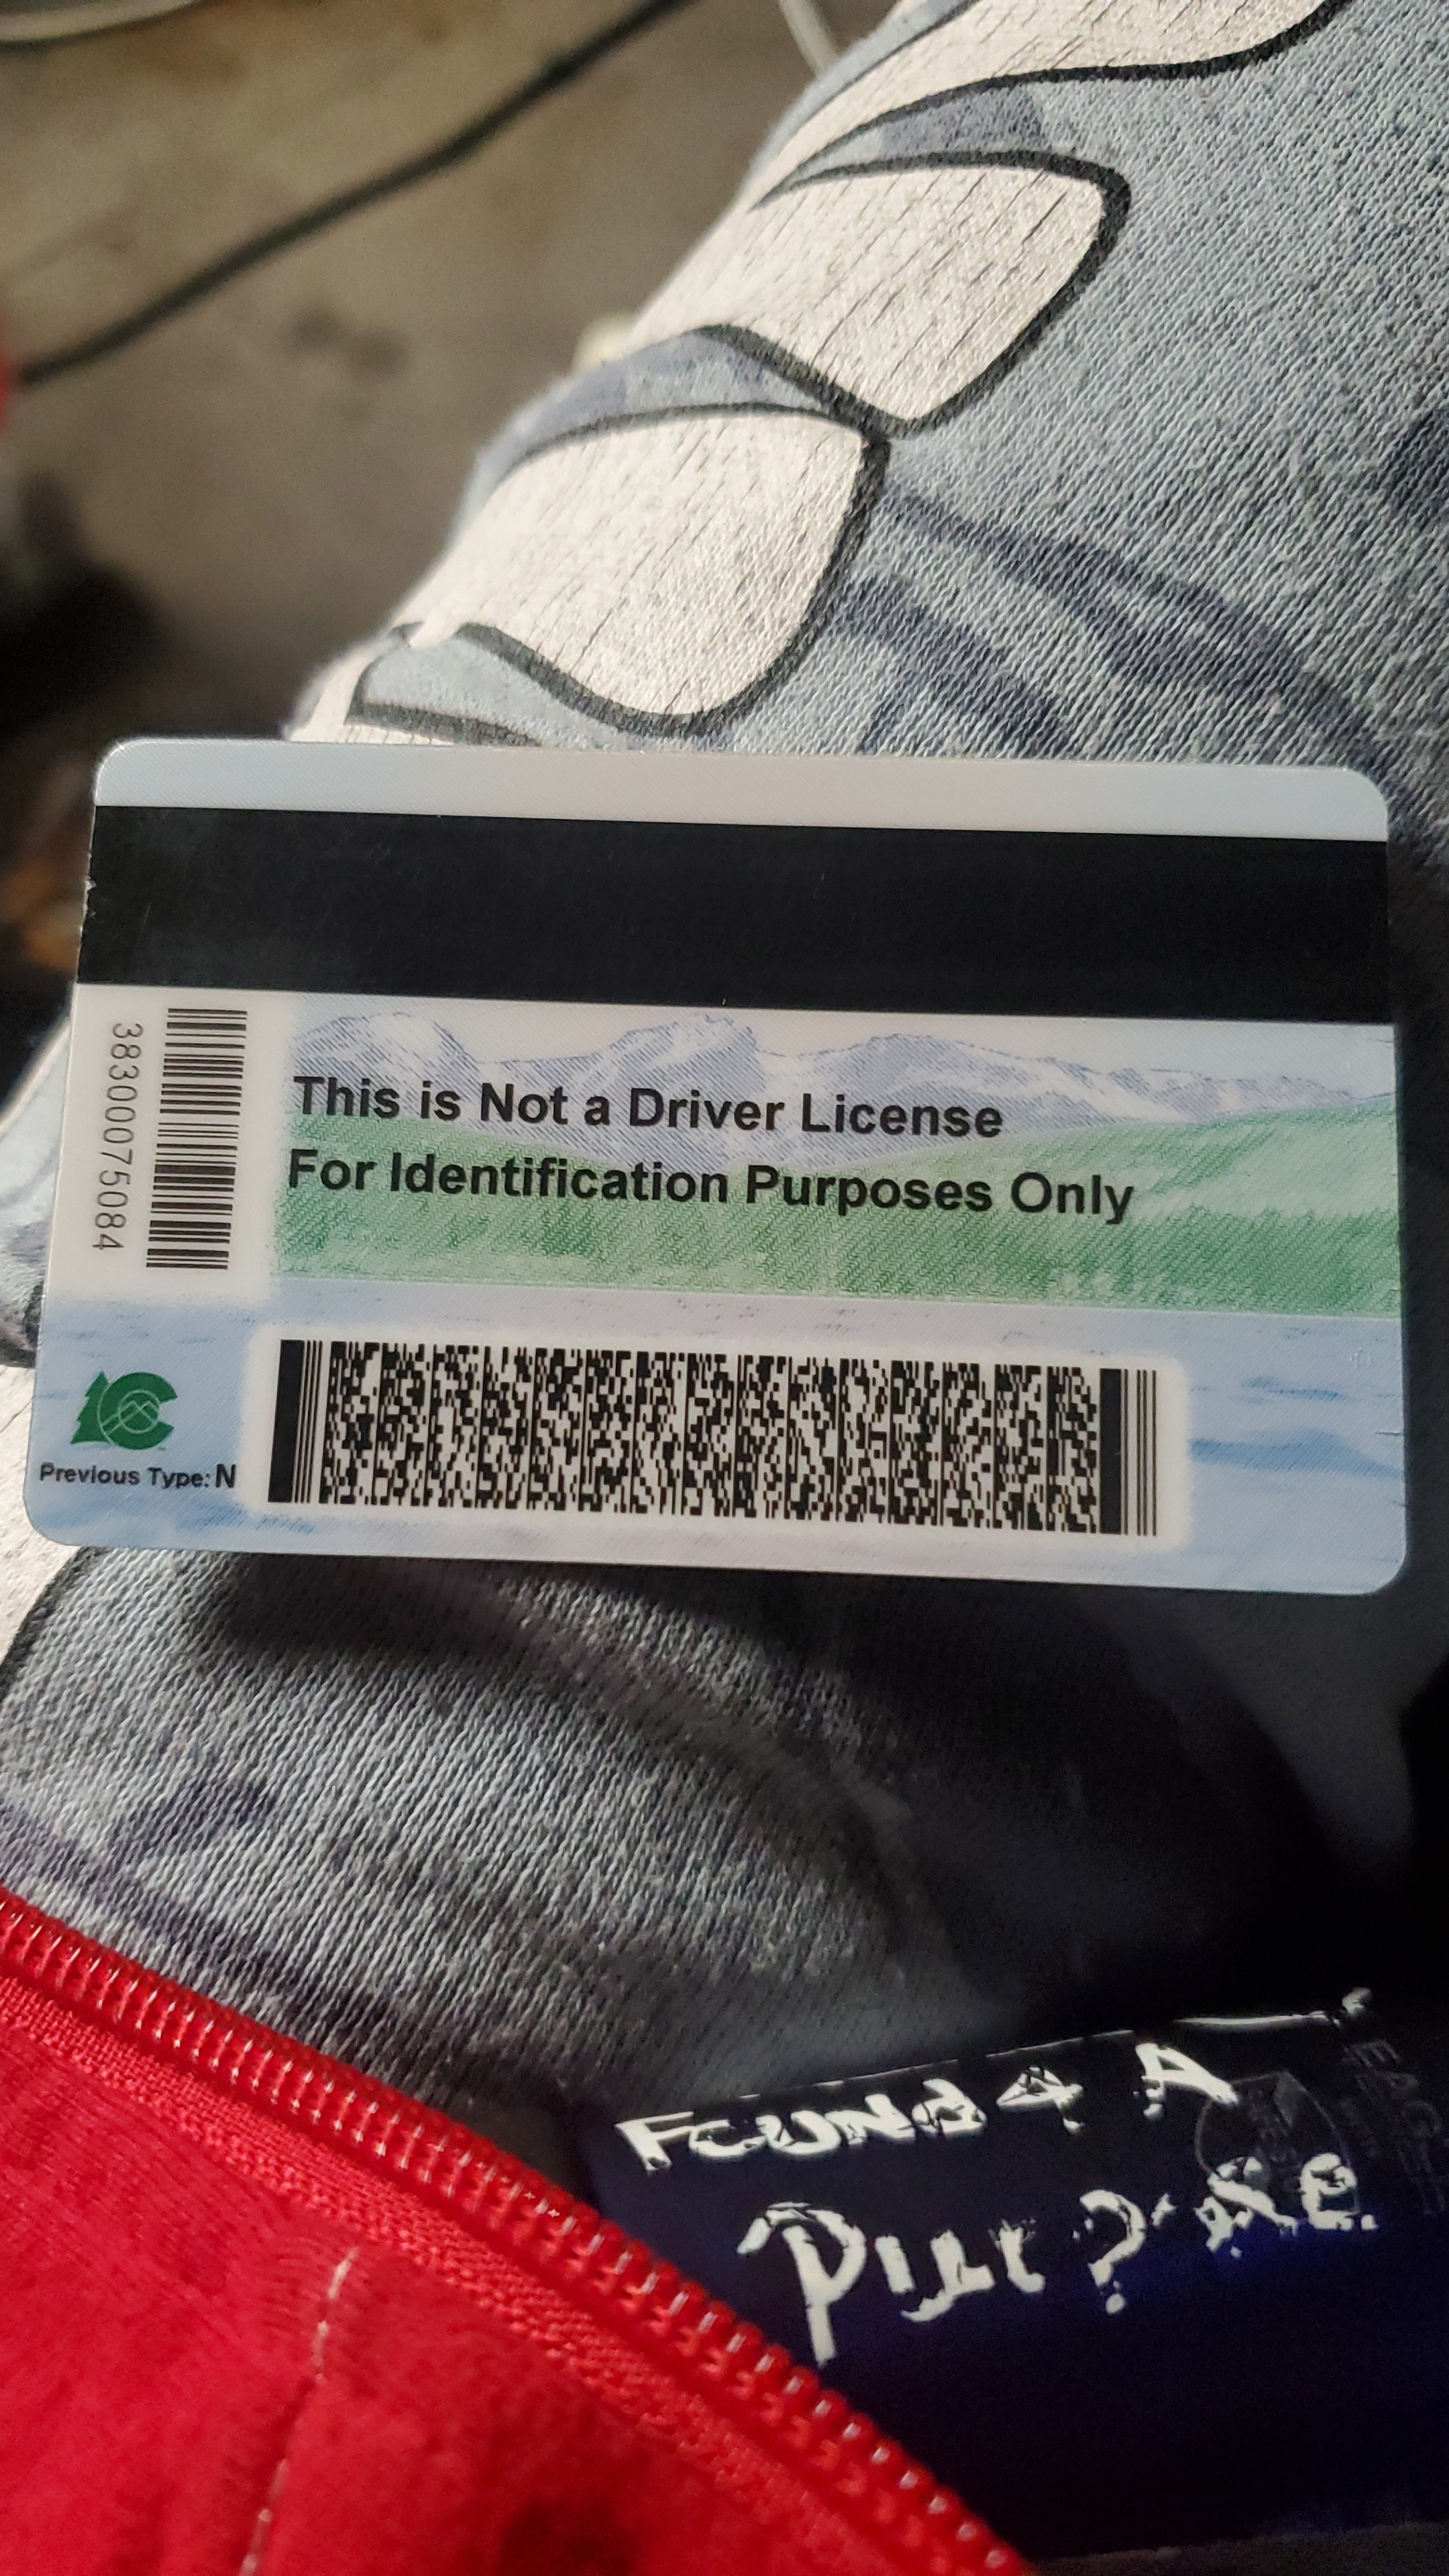 383000075084
This is Not a Driver License
For Identification Purposes Only
C
Previous Type: N
A